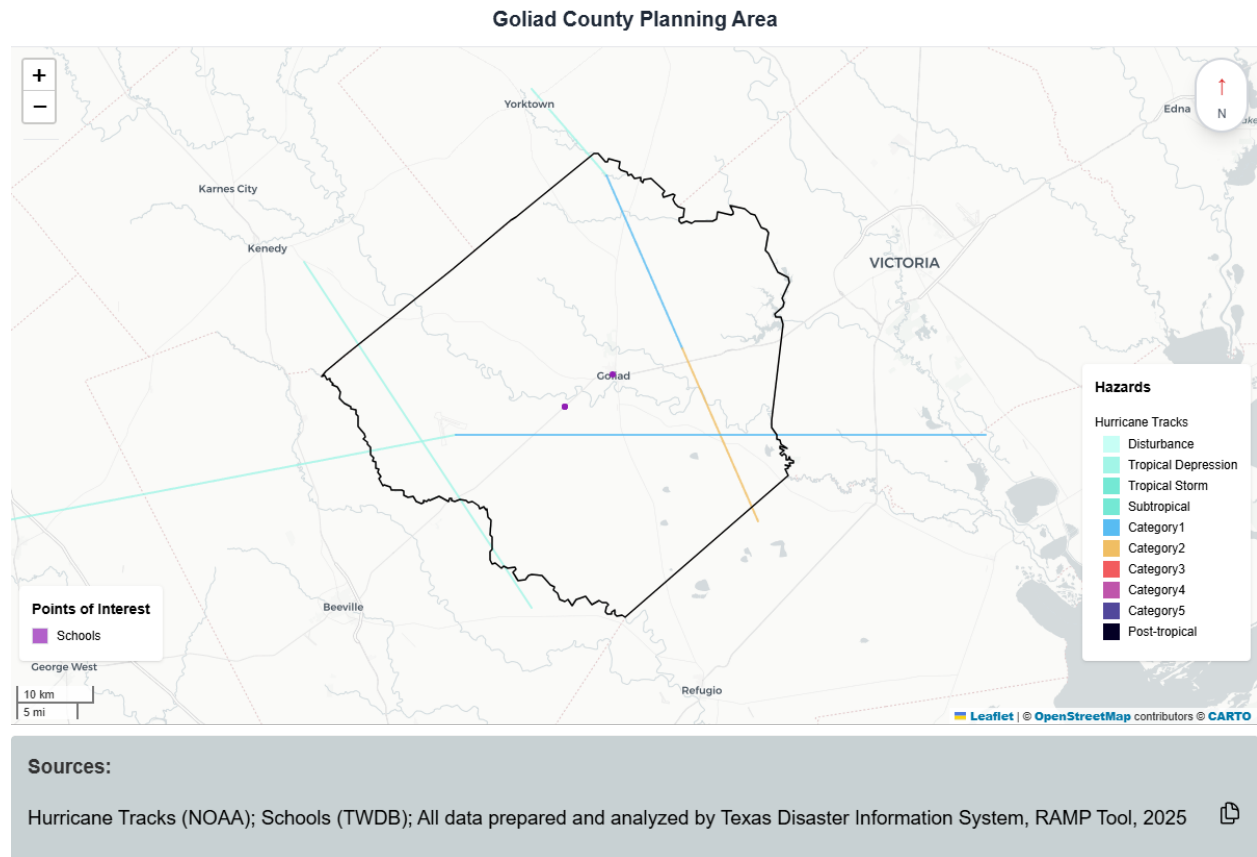 Goliad County Planning Area
+
−
N
Yorktown
Edna
Karnes City
Kenedy
VICTORIA
Goliad
Beeville
George West
Refugio
Hazards
Hurricane Tracks
Disturbance
Tropical Depression
Tropical Storm
Subtropical
Category1
Category2
Category3
Category4
Category5
Post-tropical
Points of Interest
Schools
10 km
5 mi
Leaflet | © OpenStreetMap contributors © CARTO
Sources:
Hurricane Tracks (NOAA); Schools (TWDB); All data prepared and analyzed by Texas Disaster Information System, RAMP Tool, 2025